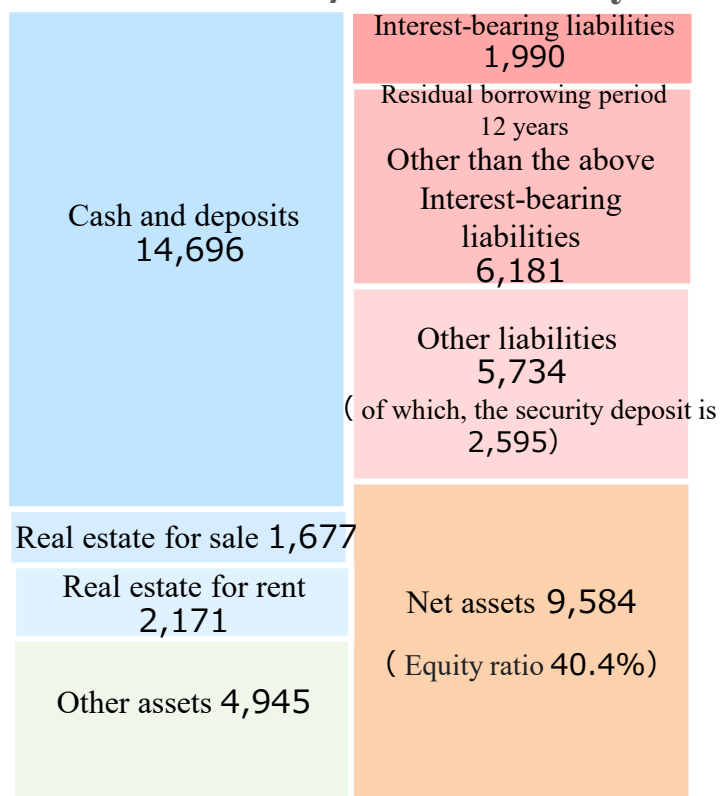 Cash and deposits
14,696
Real estate for sale 1,677
Real estate for rent
2,171
Other assets 4,945
Interest-bearing liabilities
1,990
Residual borrowing period
12 years
Other than the above
Interest-bearing
liabilities
6,181
Other liabilities
5,734
( of which, the security deposit is
2,595)
Net assets 9,584
( Equity ratio 40.4%)